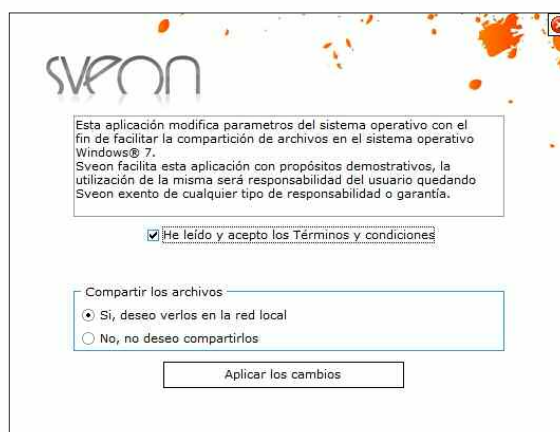 sveon
Esta aplicación modifica parametros del sistema operativo con el
fin de facilitar la compartición de archivos en el sistema operativo
Windows® 7.
Sveon facilita esta aplicación con propósitos demostrativos, la
utilización de la misma será responsabilidad del usuario quedando
Sveon exento de cualquier tipo de responsabilidad o garantía.
He leído y acepto los Términos y condiciones
Compartir los archivos
Si, deseo verlos en la red local
No, no deseo compartirlos
Aplicar los cambios